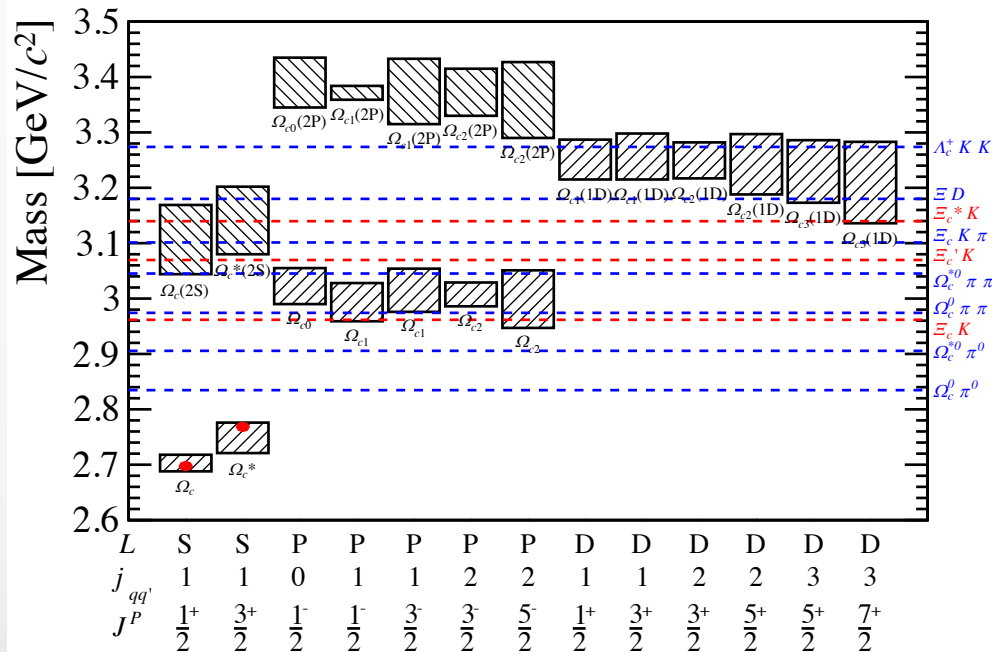 Mass [GeV/c²]
3.5
3.4
3.3
3.2
3.1
3
2.9
2.8
2.7
2.6
Ω_c0(2P)
Ω_c1(2P)
Ω_c1(2P)
Ω_c2(2P)
Ω_c2(2P)
Ω_c1(1D)
Ω_c1(1D)
Ω_c2(1D)
Ω_c2(1D)
Ω_c3(1D)
Ω_c3(1D)
Ω_c(2S)
Ω_c*(2S)
Ω_c0
Ω_c1
Ω_c1
Ω_c2
Ω_c2
Ω_c
Ω_c*
Λ_c⁺ K K
Ξ D
Ξ_c* K
Ξ_c K π
Ξ_c' K
Ω_c*⁰ π π
Ω_c⁰ π π
Ξ_c K
Ω_c*⁰ π⁰
Ω_c⁰ π⁰
L S S P P P P P D D D D D D
j_qq' 1 1 0 1 1 2 2 1 1 2 2 3 3
J^P 1/2⁺ 3/2⁺ 1/2⁻ 1/2⁻ 3/2⁻ 3/2⁻ 5/2⁻ 1/2⁺ 3/2⁺ 3/2⁺ 5/2⁺ 5/2⁺ 7/2⁺